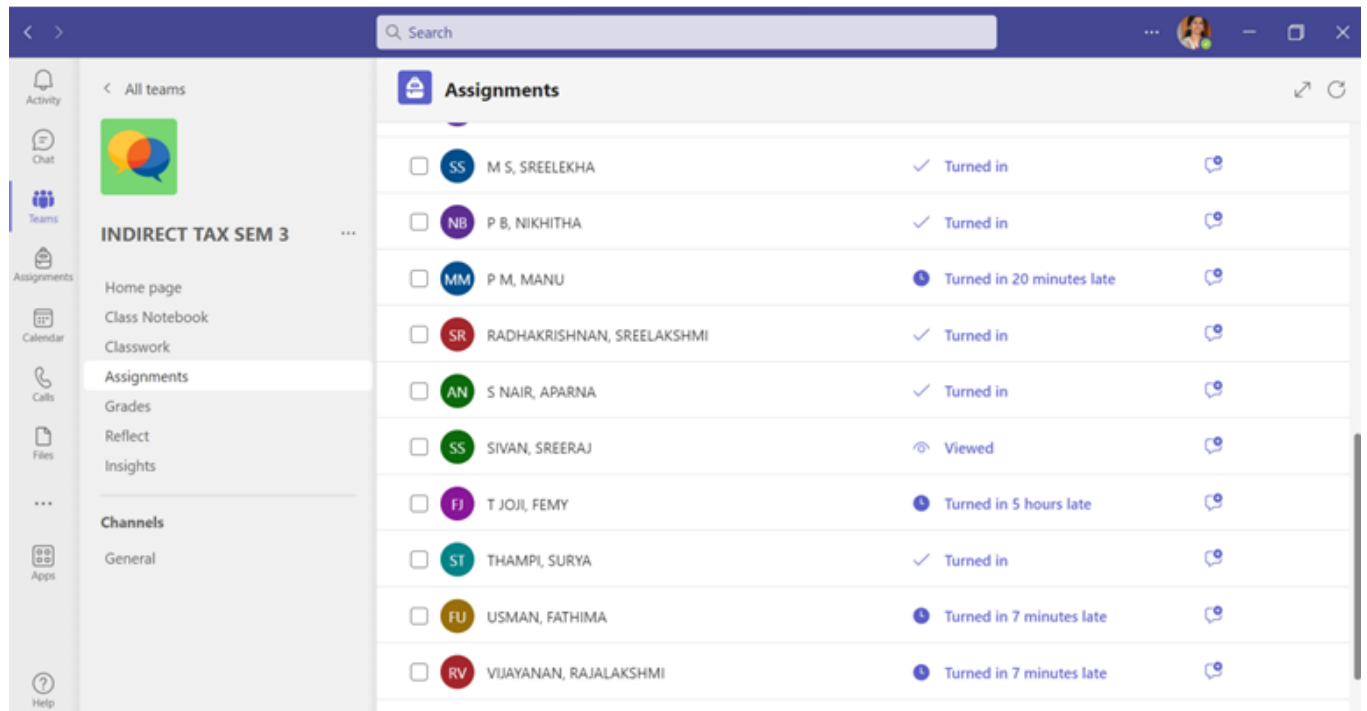 Search
Activity
Chat
Teams
Assignments
Calendar
Calls
Files
Apps
Help
All teams
INDIRECT TAX SEM 3
Home page
Class Notebook
Classwork
Assignments
Grades
Reflect
Insights
Channels
General
Assignments
SS M S, SREELEKHA Turned in
NB P B, NIKHITHA Turned in
MM P M, MANU Turned in 20 minutes late
SR RADHAKRISHNAN, SREELAKSHMI Turned in
AN S NAIR, APARNA Turned in
SS SIVAN, SREERAJ Viewed
FJ T JOJI, FEMY Turned in 5 hours late
ST THAMPI, SURYA Turned in
FU USMAN, FATHIMA Turned in 7 minutes late
RV VIJAYANAN, RAJALAKSHMI Turned in 7 minutes late